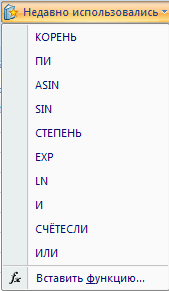 Недавно использовались
КОРЕНЬ
ПИ
ASIN
SIN
СТЕПЕНЬ
EXP
LN
И
СЧЁТЕСЛИ
ИЛИ
fx Вставить функцию...